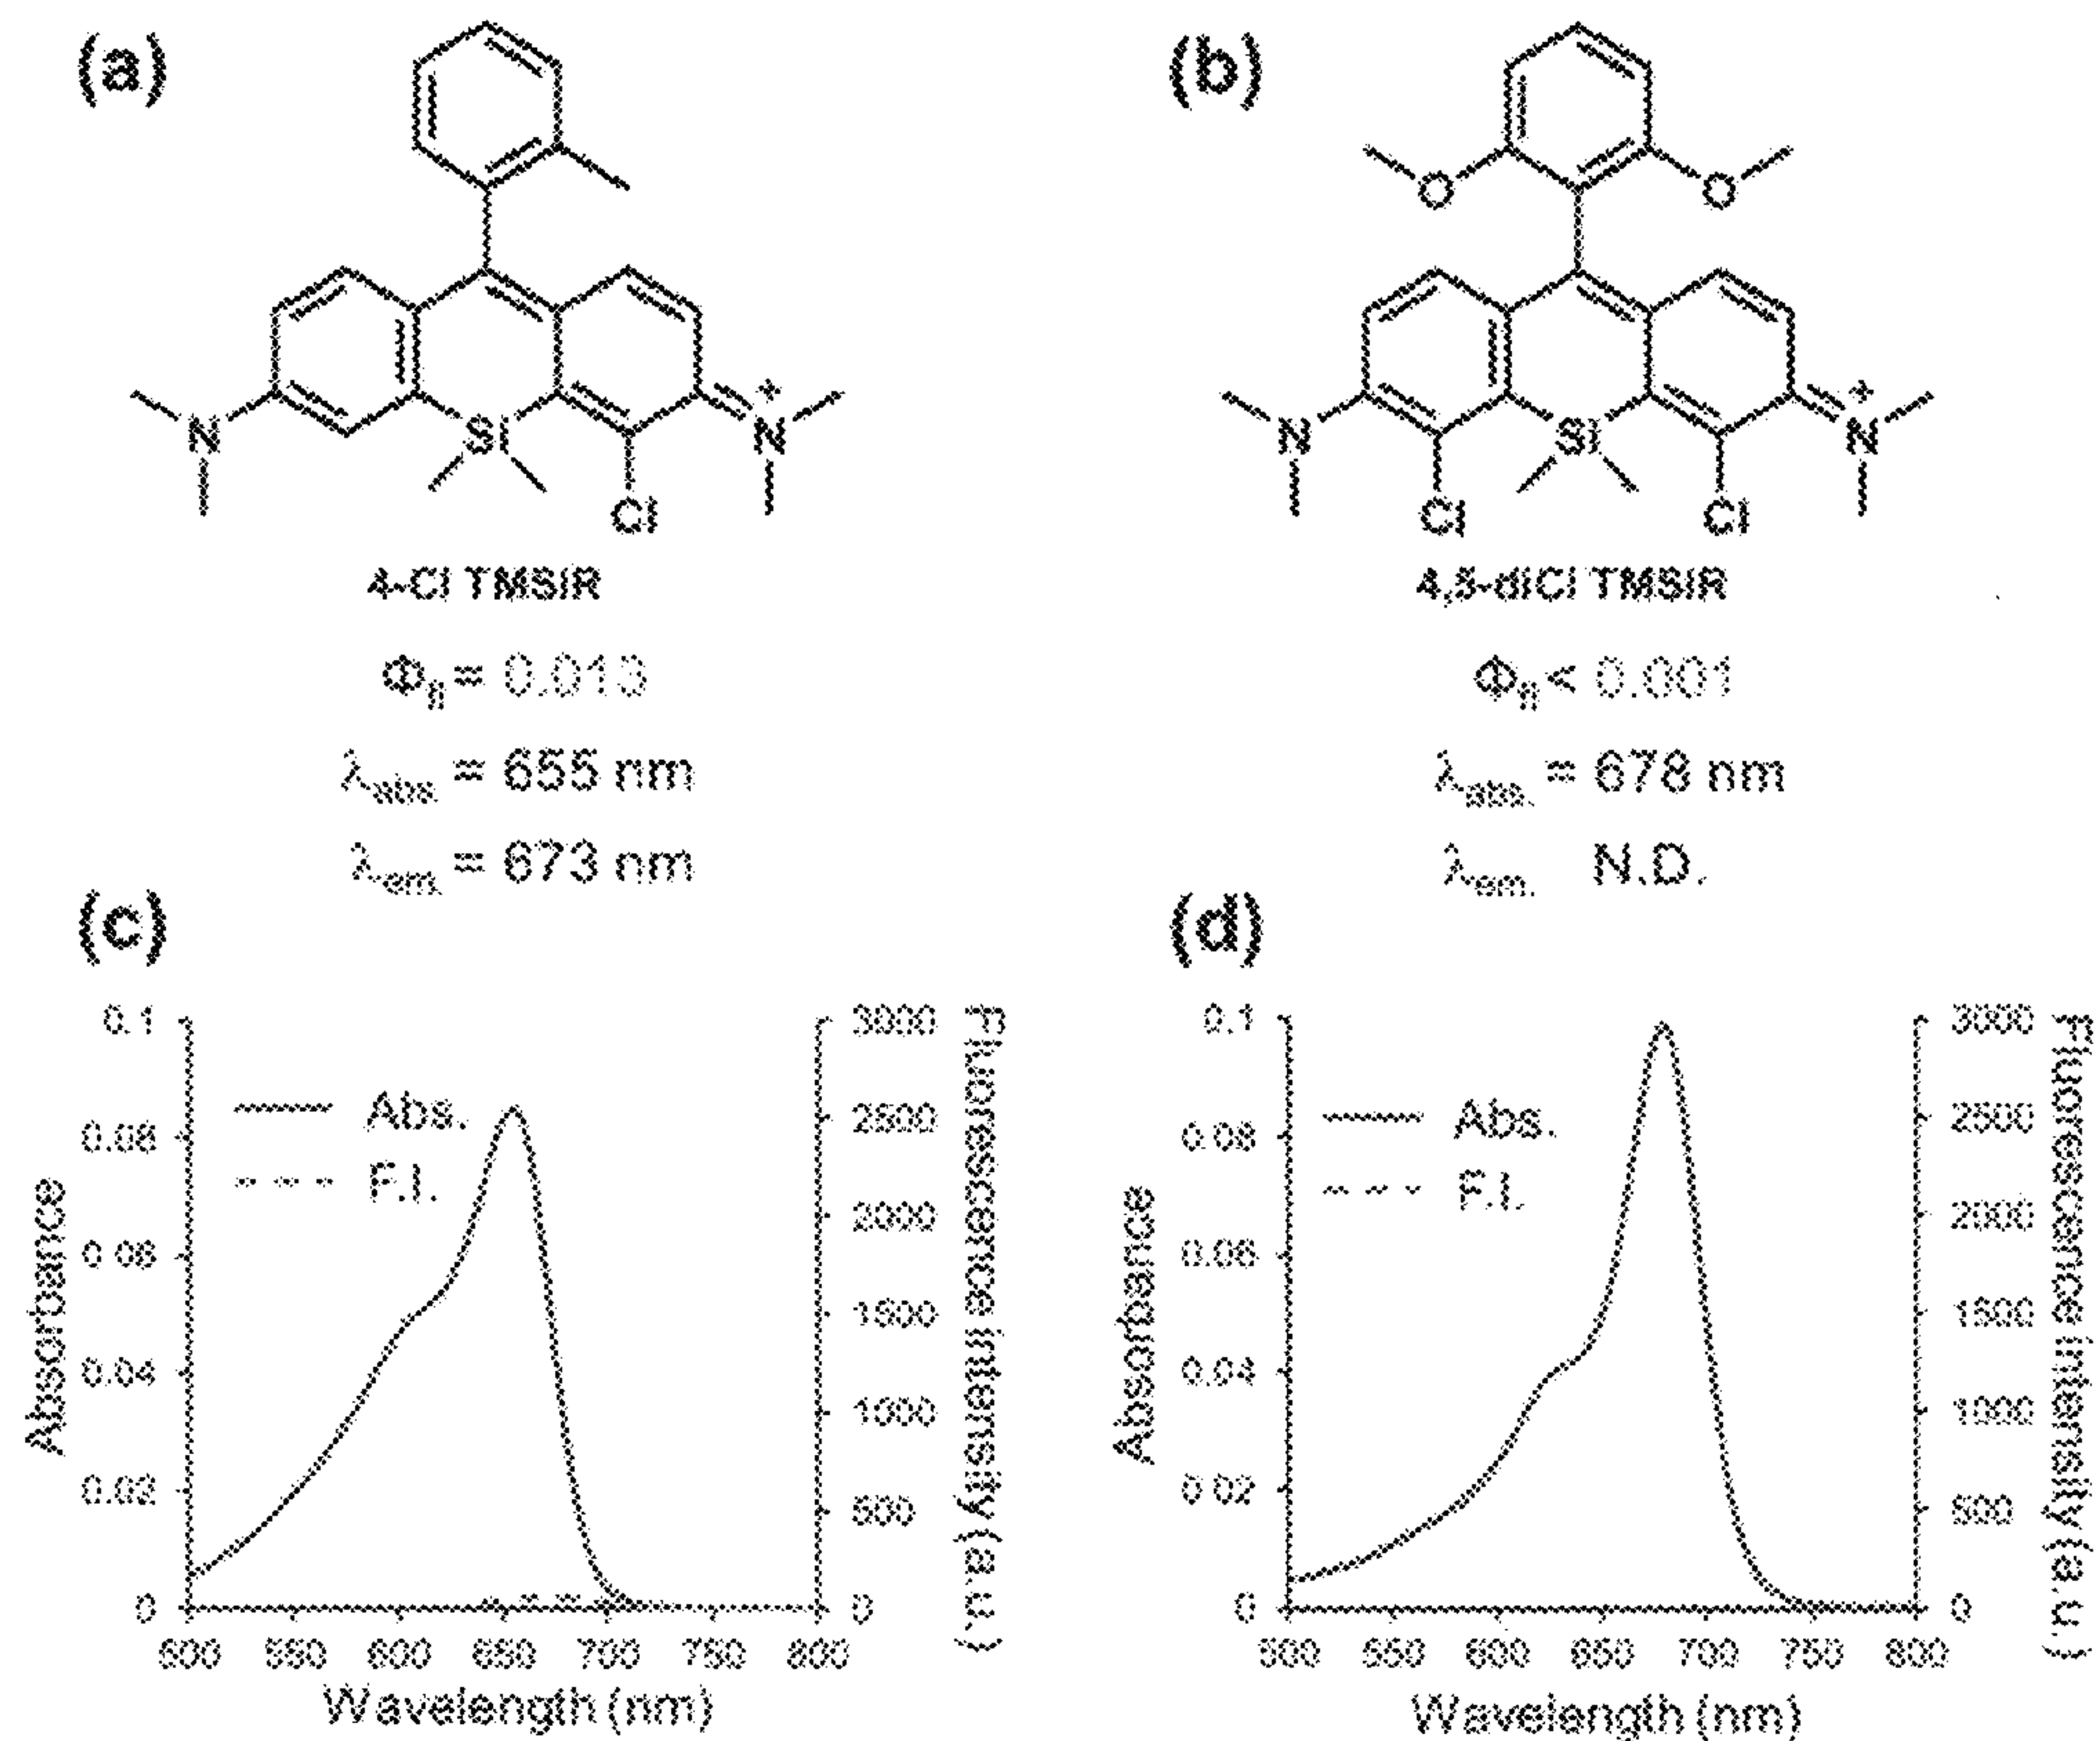 (a)
(b)
N
Si
Cl
N
+
4-Cl TMSiR
Φfl = 0.013
λabs. = 655 nm
λem. = 673 nm
O
O
N
Si
Cl
Cl
N
+
4,5-diCl TMSiR
Φfl < 0.001
λabs. = 678 nm
λem. N.D.
(c)
0.1
0.08
0.06
0.04
0.02
0
Absorbance
Abs.
F.I.
3000
2500
2000
1500
1000
500
0
Fluorescence intensity (a.u.)
500 550 600 650 700 750 800
Wavelength (nm)
(d)
0.1
0.08
0.06
0.04
0.02
0
Absorbance
Abs.
F.I.
3000
2500
2000
1500
1000
500
0
Fluorescence intensity (a.u.)
500 550 600 650 700 750 800
Wavelength (nm)